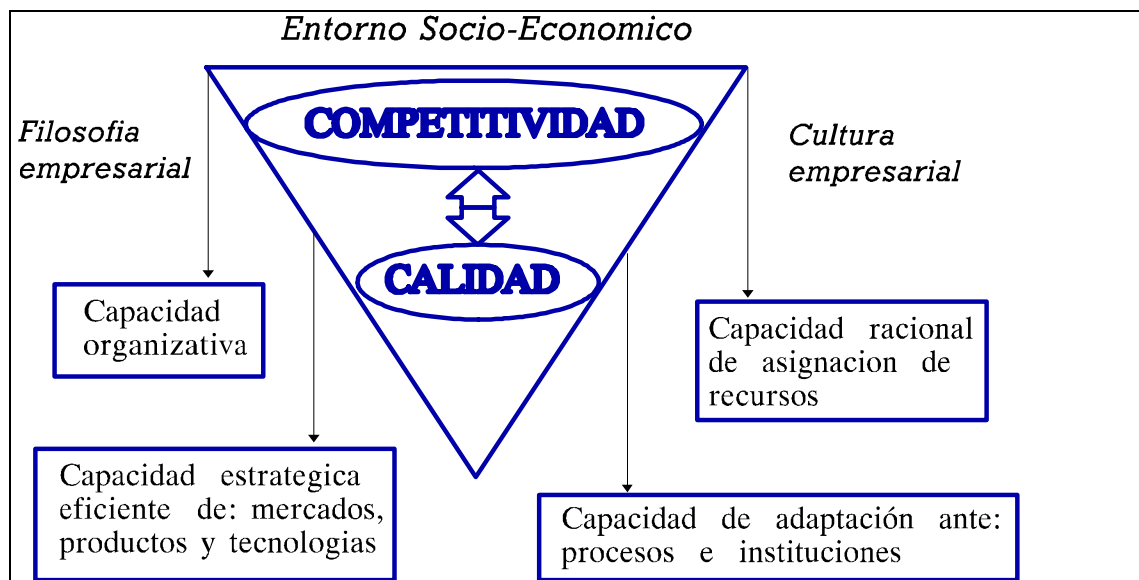 Entorno Socio-Economico
COMPETITIVIDAD
Filosofia
empresarial
Cultura
empresarial
CALIDAD
Capacidad
organizativa
Capacidad racional
de asignacion de
recursos
Capacidad estrategica
eficiente de: mercados,
productos y tecnologias
Capacidad de adaptación ante:
procesos e instituciones